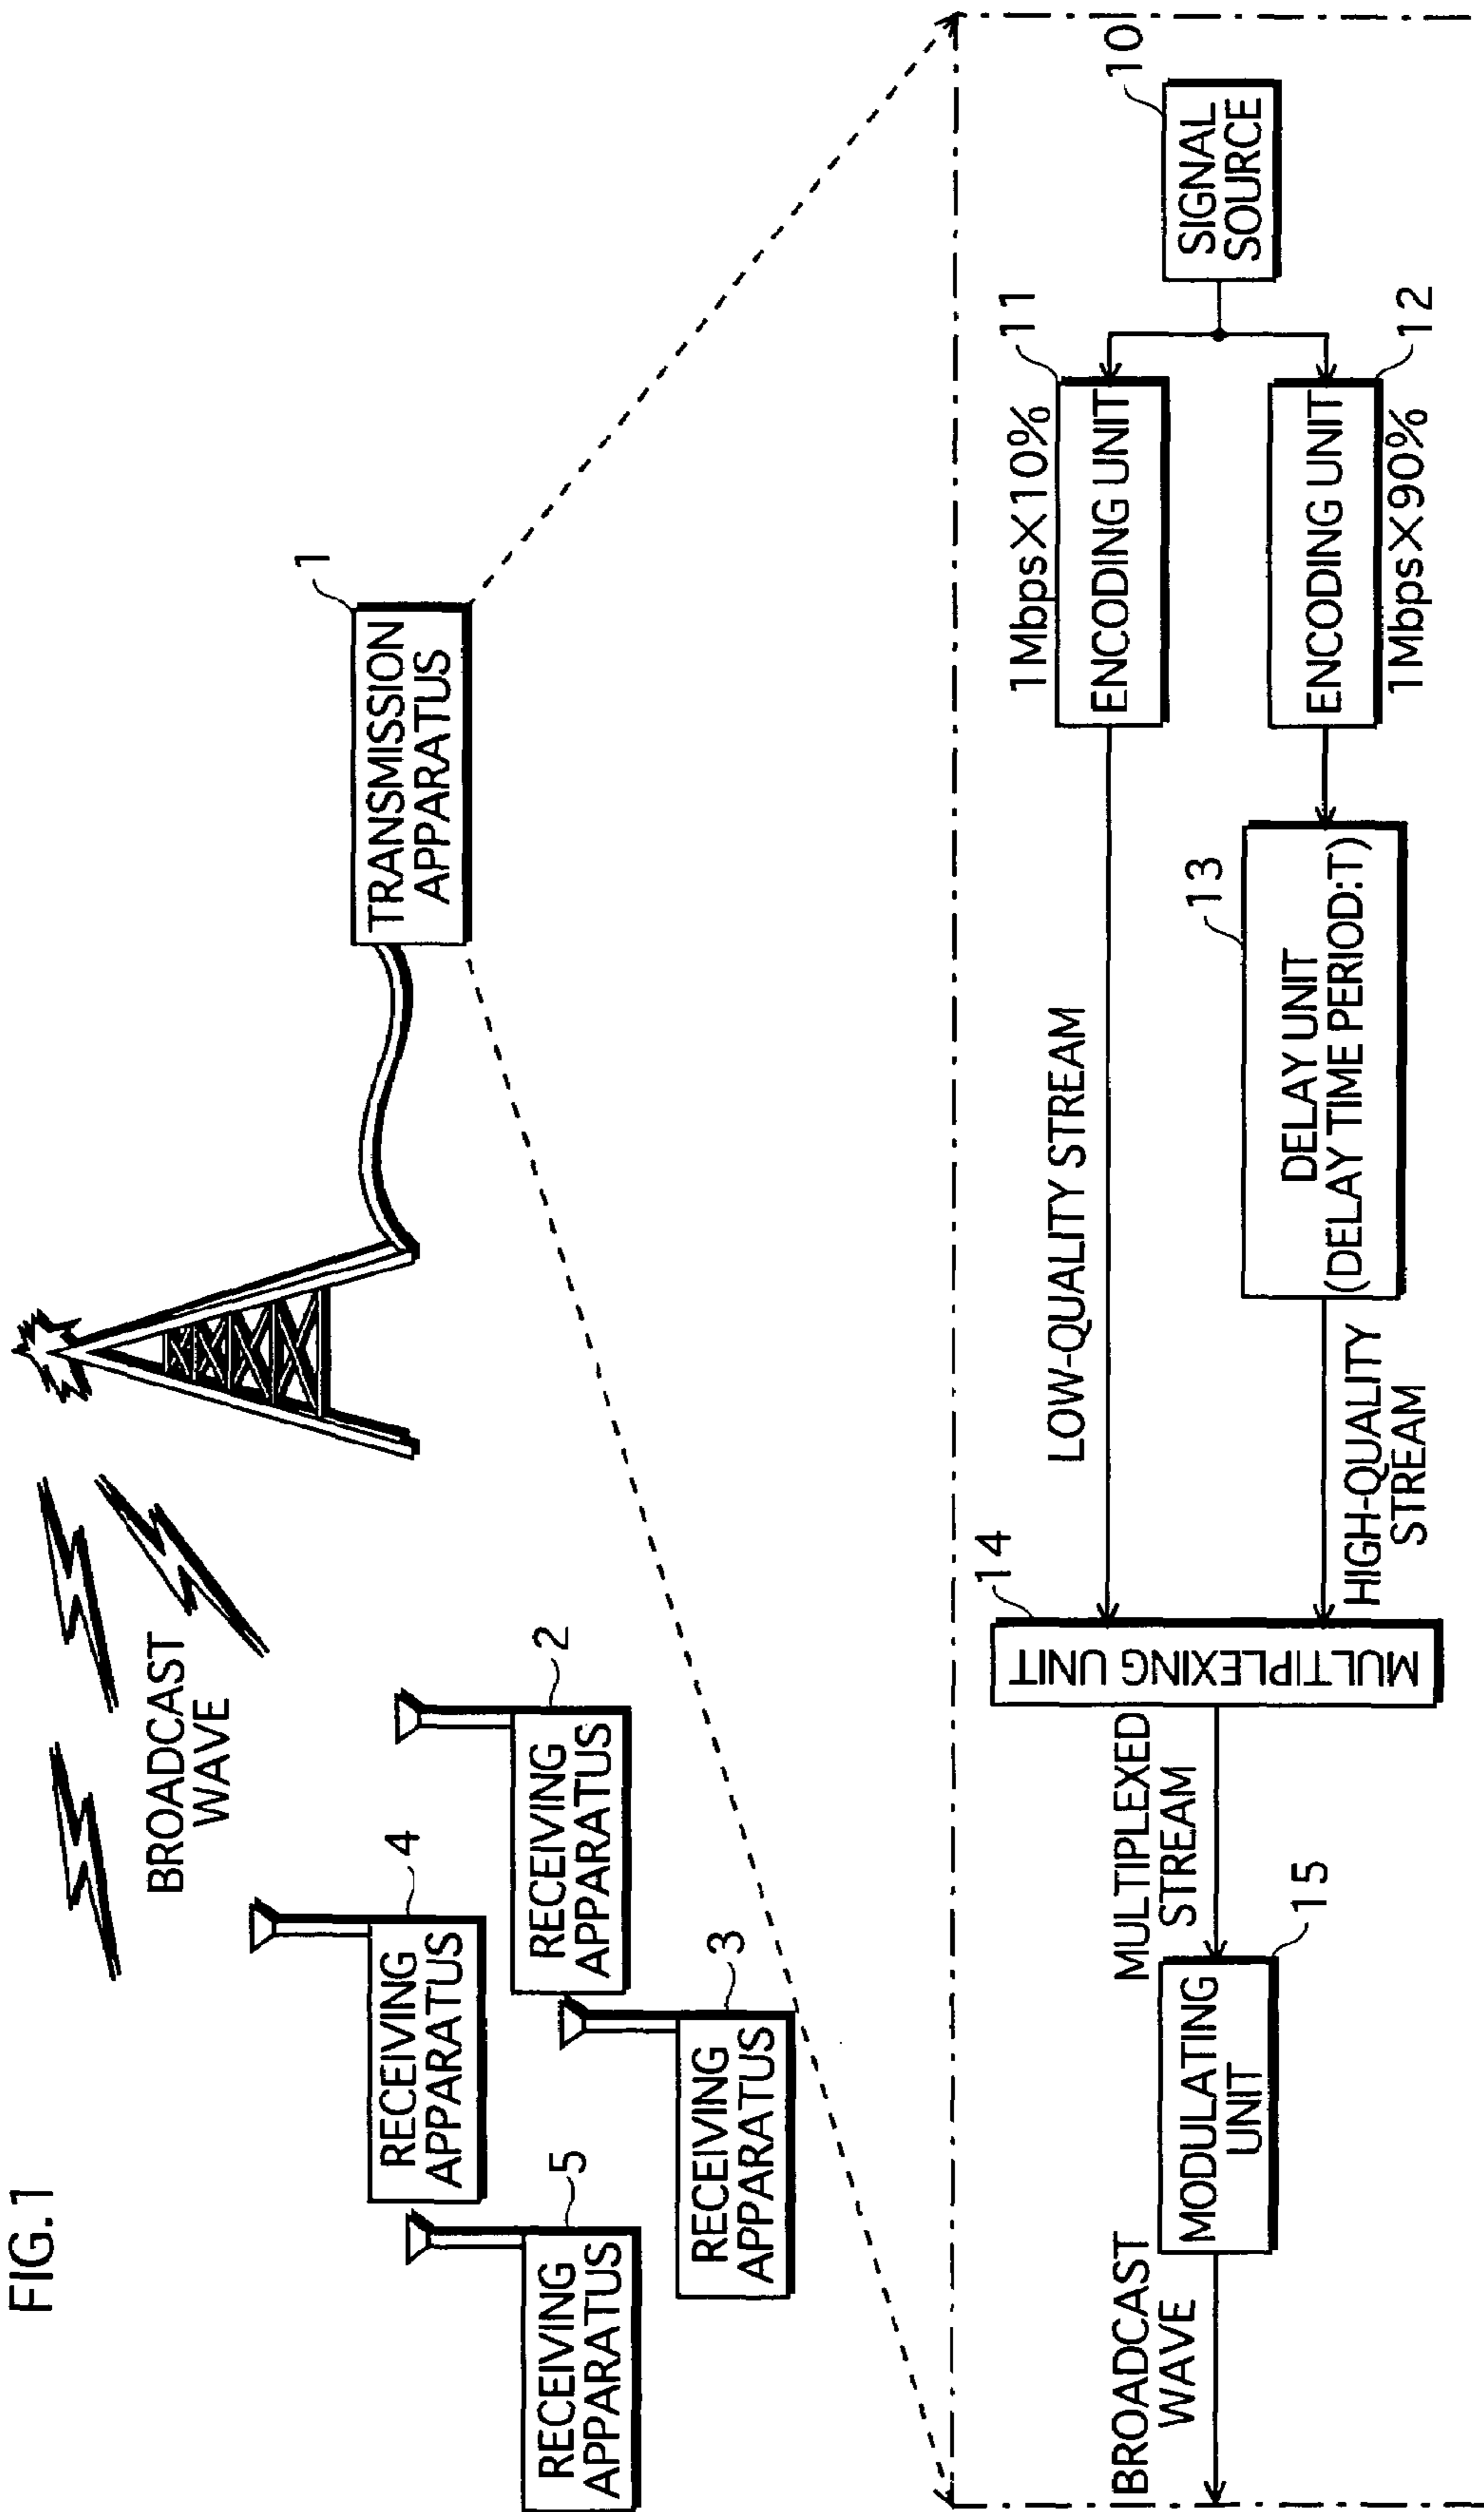 FIG.1
BROADCAST
WAVE
1
TRANSMISSION
APPARATUS
4
RECEIVING
APPARATUS
2
RECEIVING
APPARATUS
5
RECEIVING
APPARATUS
3
RECEIVING
APPARATUS
BROADCAST
WAVE
15
MODULATING
UNIT
MULTIPLEXED
STREAM
14
MULTIPLEXING UNIT
LOW-QUALITY STREAM
HIGH-QUALITY
STREAM
13
DELAY UNIT
(DELAY TIME PERIOD:T)
11
1Mbps×10%
ENCODING UNIT
12
ENCODING UNIT
1Mbps×90%
10
SIGNAL
SOURCE